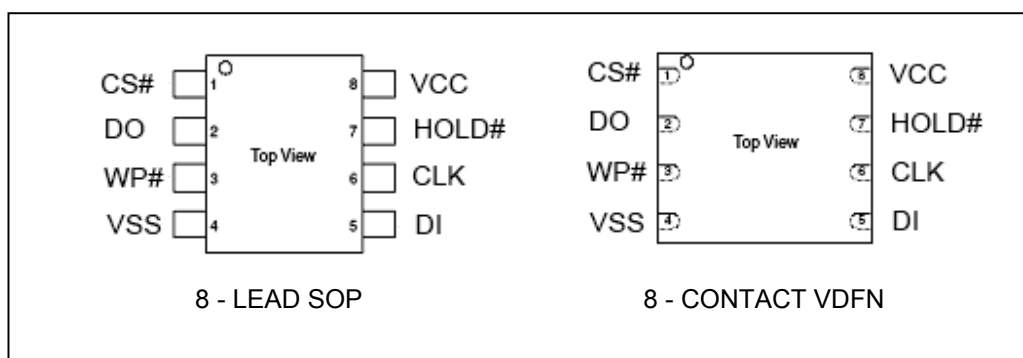 CS# 1 8 VCC
DO 2 7 HOLD#
Top View
WP# 3 6 CLK
VSS 4 5 DI
8 - LEAD SOP
CS# 1 8 VCC
DO 2 7 HOLD#
Top View
WP# 3 6 CLK
VSS 4 5 DI
8 - CONTACT VDFN